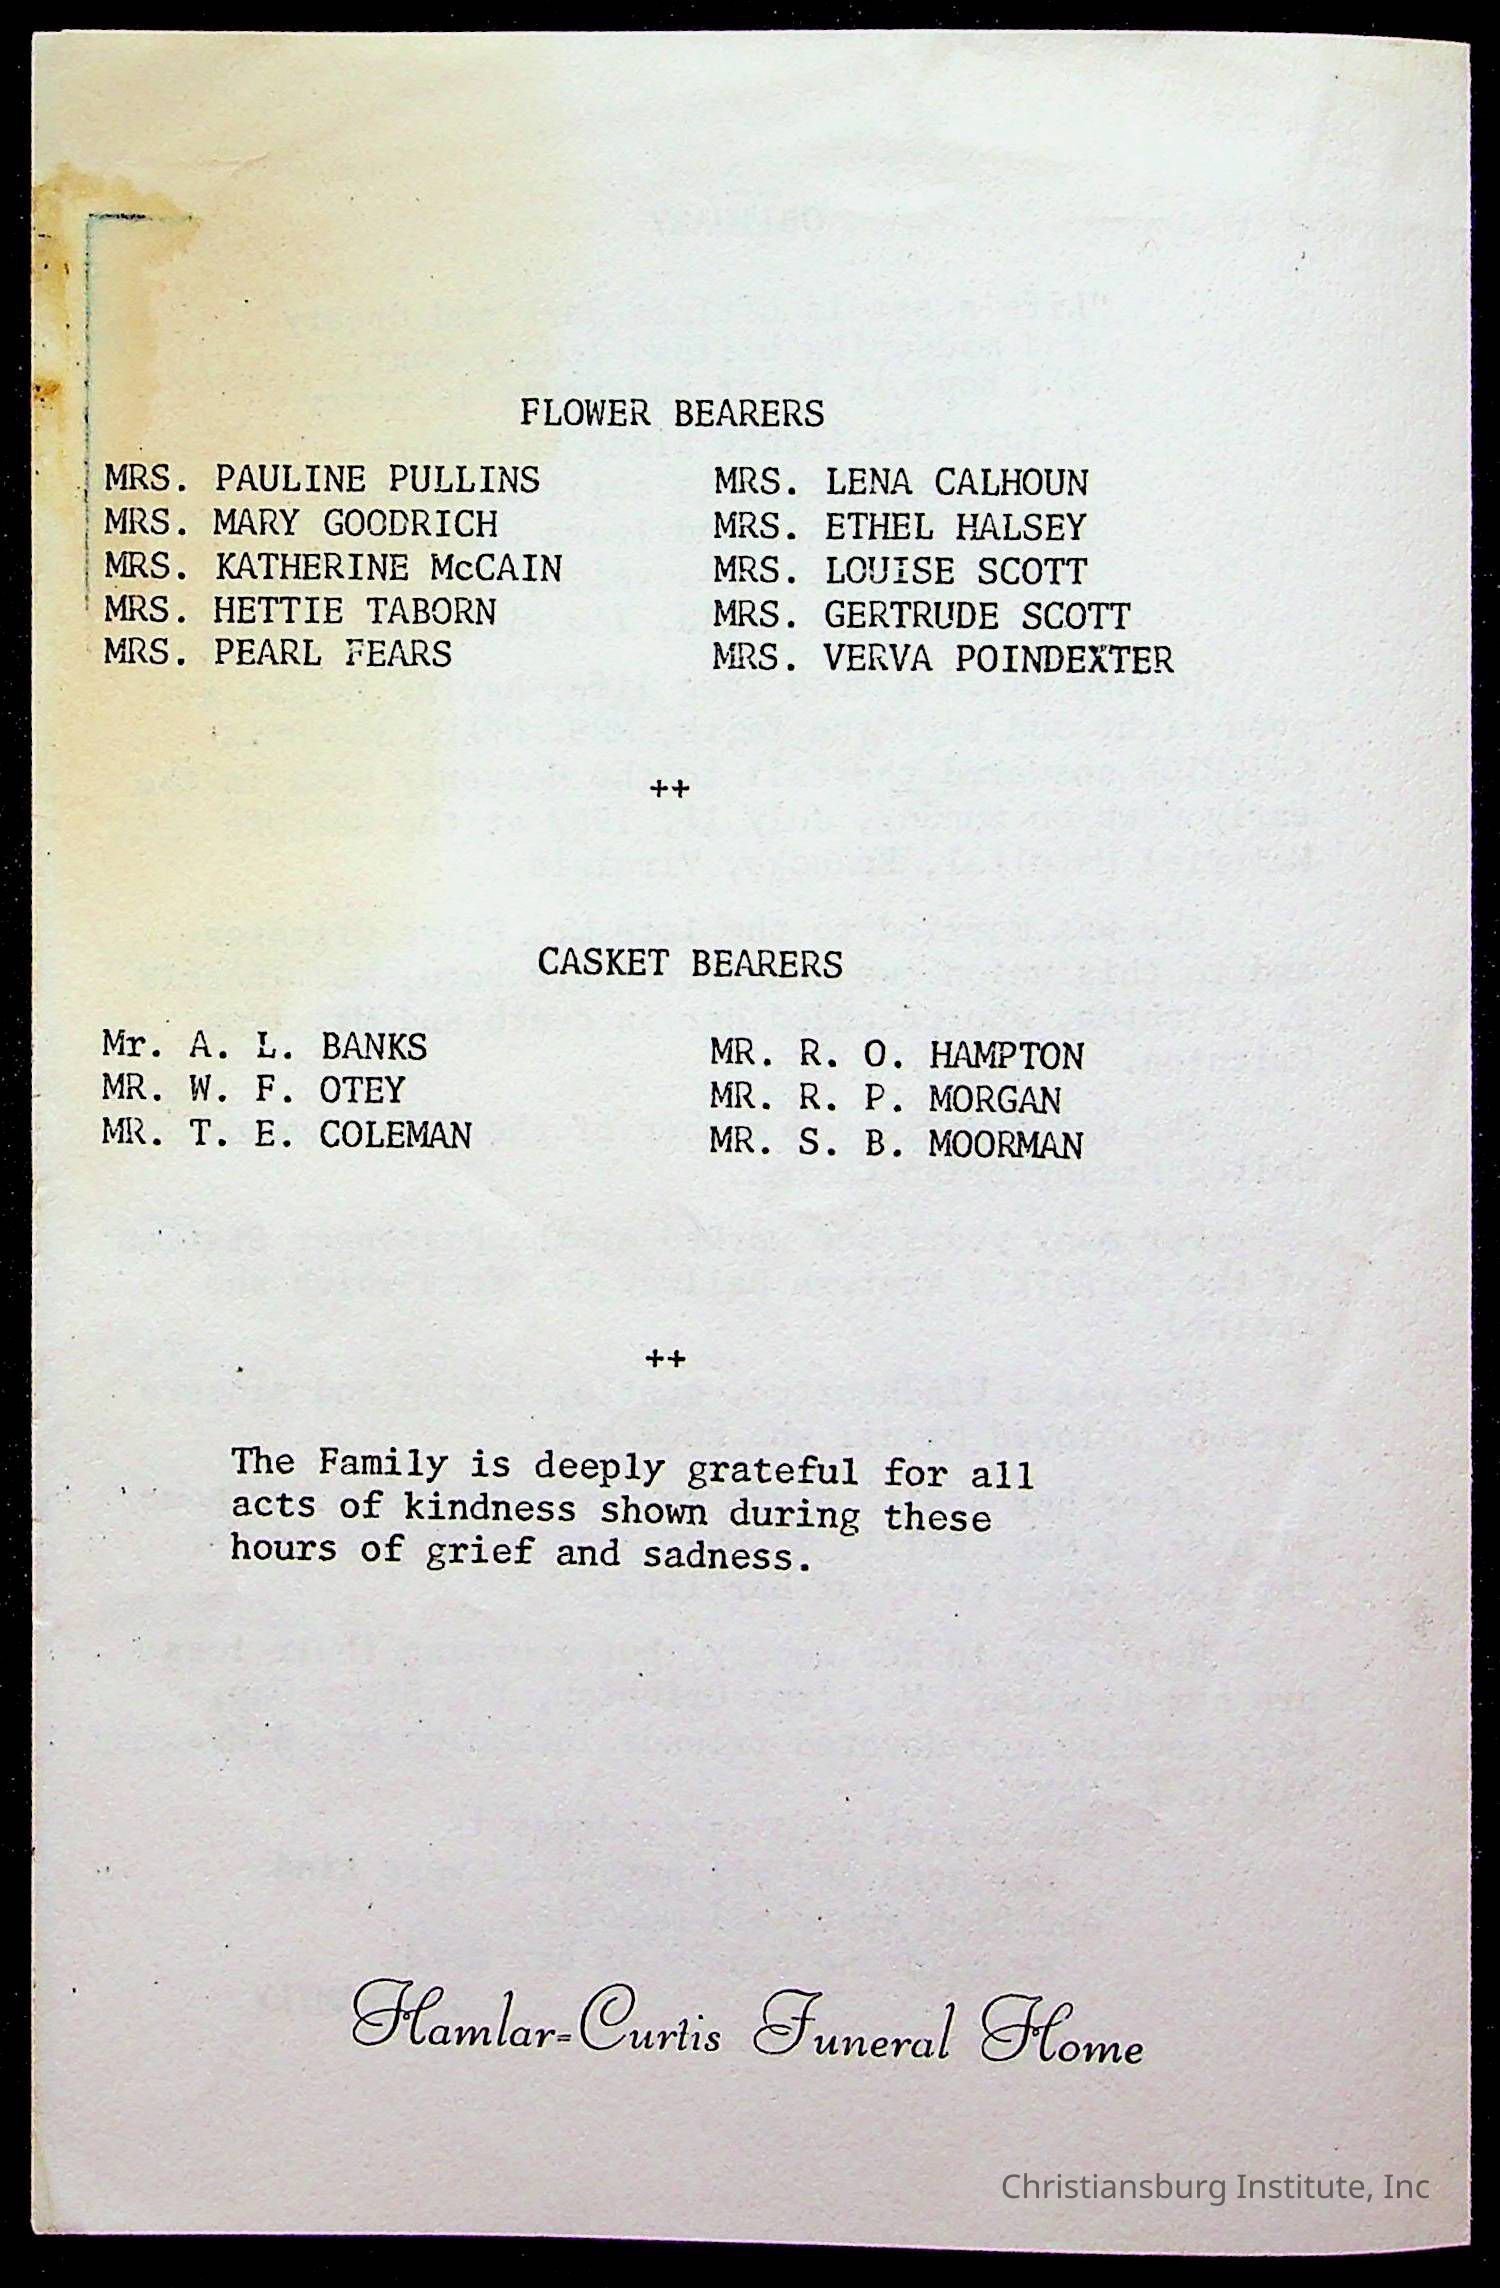 FLOWER BEARERS
MRS. PAULINE PULLINS MRS. LENA CALHOUN
MRS. MARY GOODRICH MRS. ETHEL HALSEY
MRS. KATHERINE McCAIN MRS. LOUISE SCOTT
MRS. HETTIE TABORN MRS. GERTRUDE SCOTT
MRS. PEARL FEARS MRS. VERVA POINDEXTER
++
CASKET BEARERS
Mr. A. L. BANKS MR. R. O. HAMPTON
MR. W. F. OTEY MR. R. P. MORGAN
MR. T. E. COLEMAN MR. S. B. MOORMAN
++
The Family is deeply grateful for all
acts of kindness shown during these
hours of grief and sadness.
Hamlar=Curtis Funeral Home
Christiansburg Institute, Inc